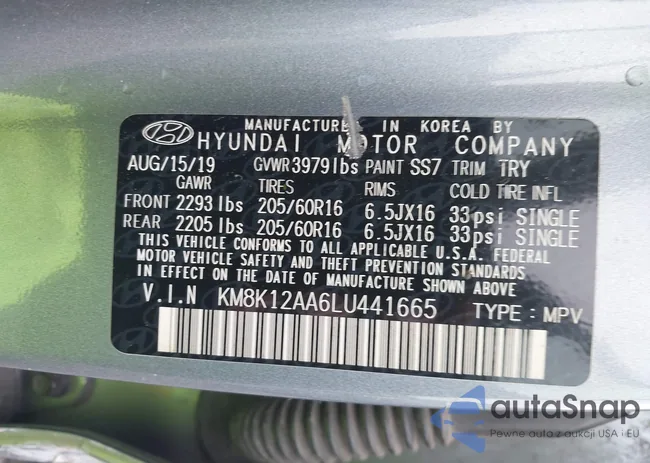 MANUFACTURED IN KOREA BY
HYUNDAI MOTOR COMPANY
AUG/15/19 GVWR 3979lbs PAINT SS7 TRIM TRY
GAWR TIRES RIMS COLD TIRE INFL
FRONT 2293 lbs 205/60R16 6.5JX16 33psi SINGLE
REAR 2205 lbs 205/60R16 6.5JX16 33psi SINGLE
THIS VEHICLE CONFORMS TO ALL APPLICABLE U.S.A. FEDERAL
MOTOR VEHICLE SAFETY AND THEFT PREVENTION STANDARDS
IN EFFECT ON THE DATE OF MANUFACTURE SHOWN ABOVE
V.I.N KM8K12AA6LU441665 TYPE : MPV
autoSnap
Pewne auta z aukcji USA i EU